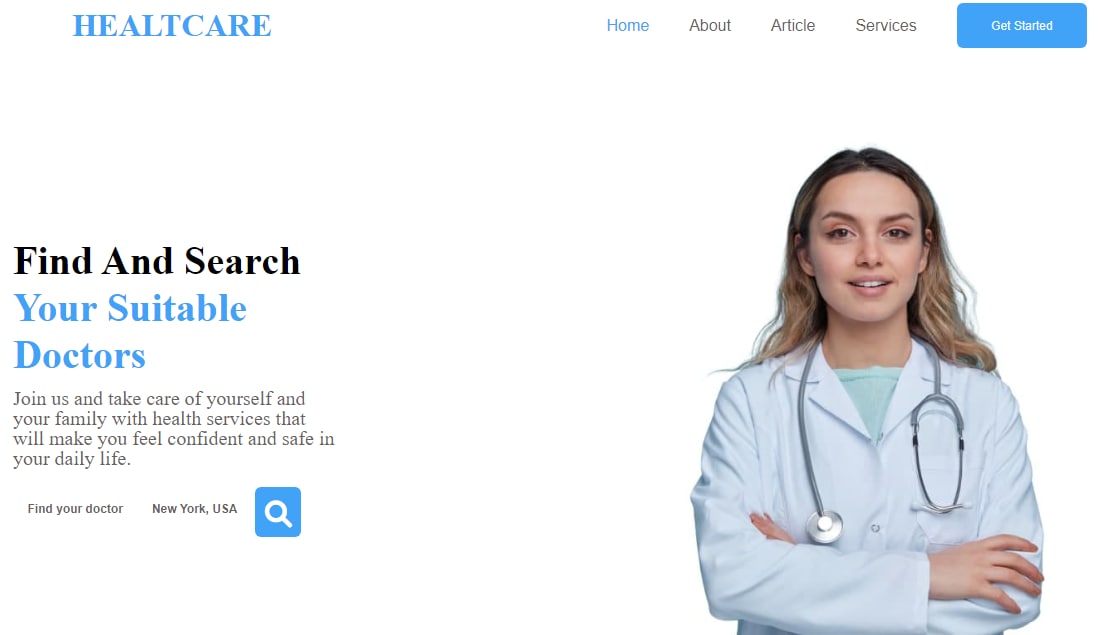 HEALTCARE
Home About Article Services Get Started
Find And Search
Your Suitable
Doctors
Join us and take care of yourself and
your family with health services that
will make you feel confident and safe in
your daily life.
Find your doctor New York, USA